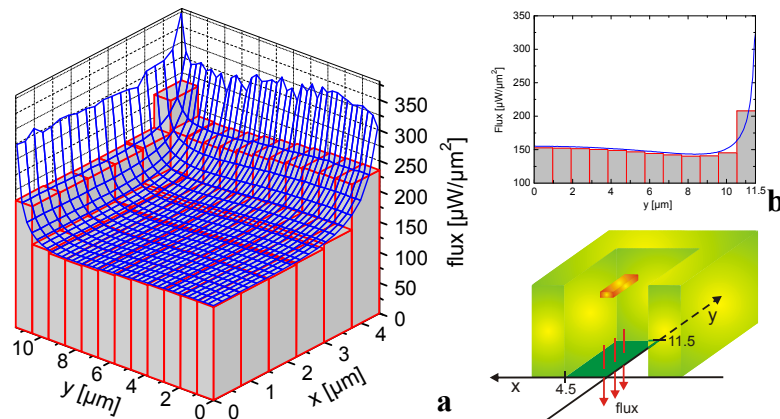 350
300
250
200
150
100
50
0
flux [µW/µm²]
10
8
6
4
2
0
y [µm]
0
1
2
3
4
x [µm]
a
350
300
250
200
150
100
Flux [µW/µm²]
0 2 4 6 8 10 11.5
y [µm]
b
y
11.5
x
4.5
flux